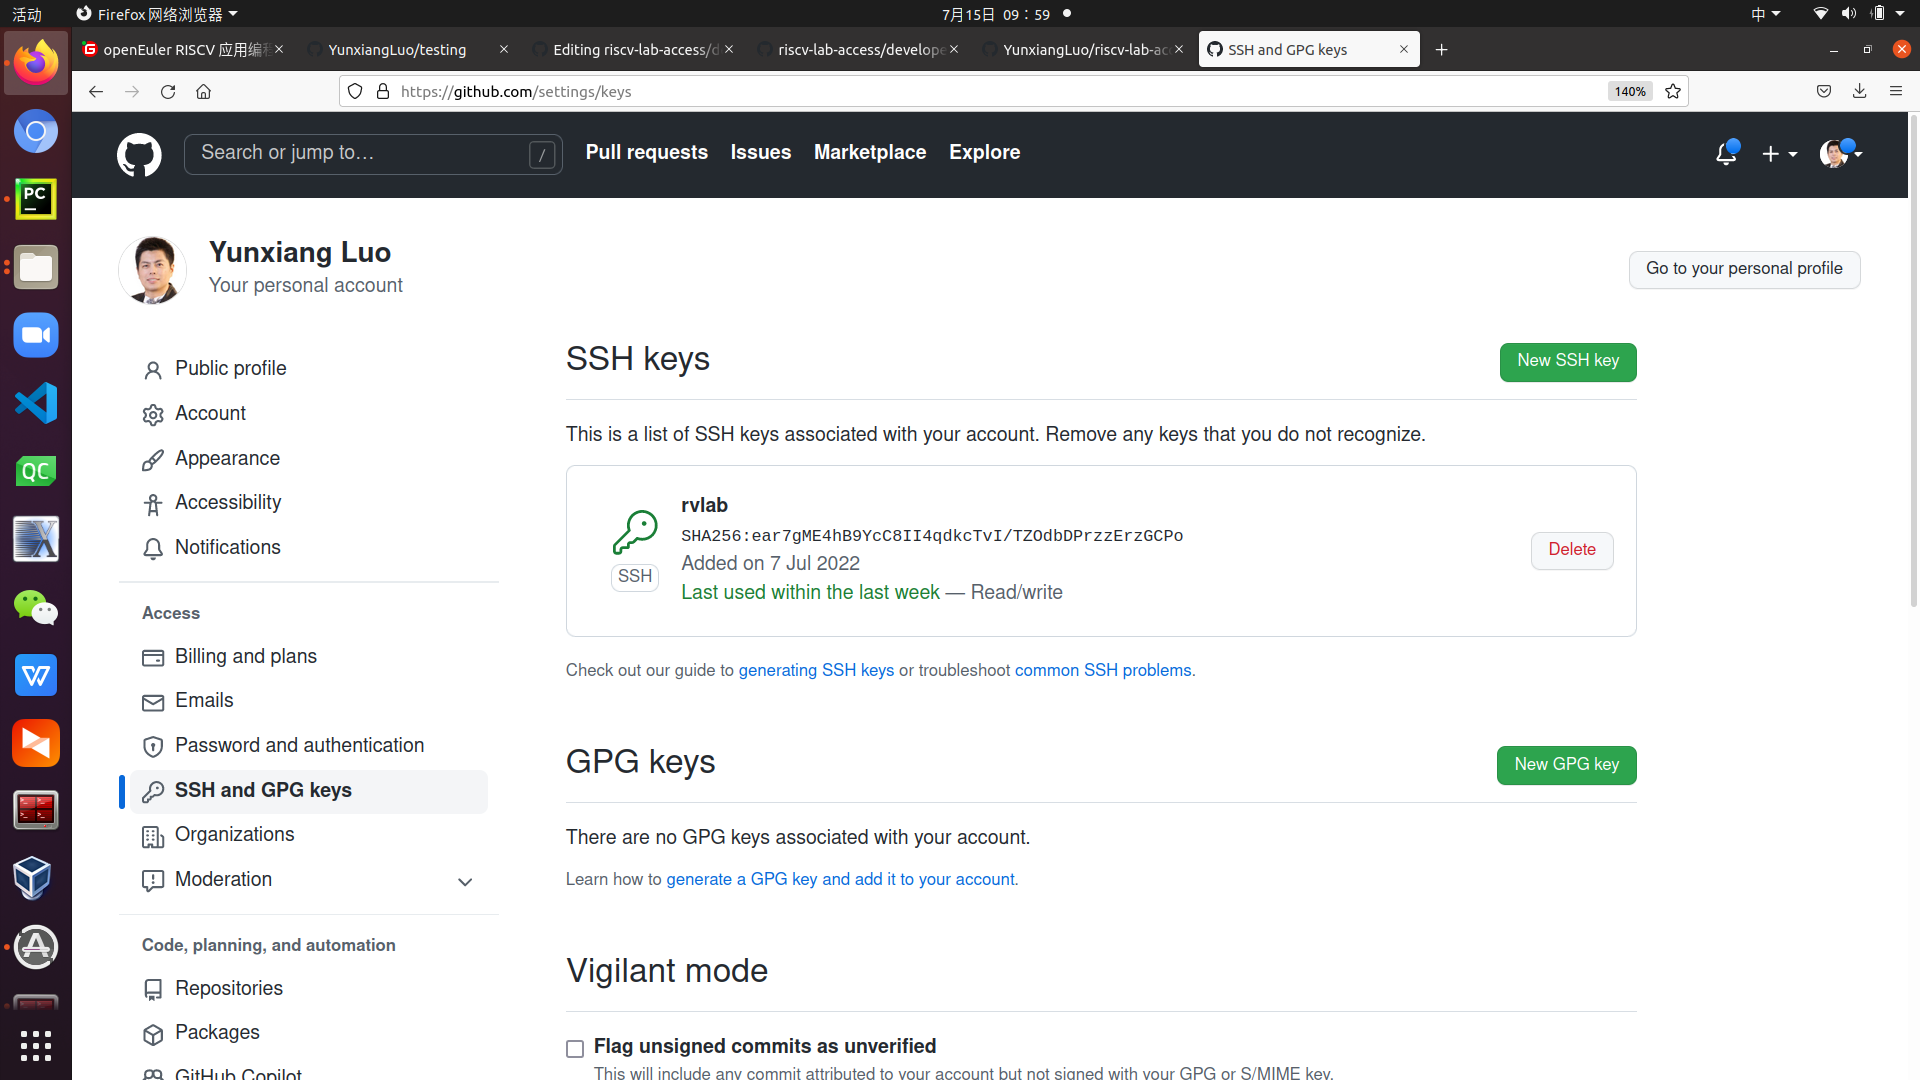 活动
Firefox 网络浏览器
7月15日 09：59
中
openEuler RISCV 应用编程
YunxiangLuo/testing
Editing riscv-lab-access/d
riscv-lab-access/develope
YunxiangLuo/riscv-lab-acc
SSH and GPG keys
https://github.com/settings/keys
140%
Search or jump to…
/
Pull requests
Issues
Marketplace
Explore
Yunxiang Luo
Your personal account
Go to your personal profile
Public profile
Account
Appearance
Accessibility
Notifications
Access
Billing and plans
Emails
Password and authentication
SSH and GPG keys
Organizations
Moderation
Code, planning, and automation
Repositories
Packages
GitHub Copilot
SSH keys
New SSH key
This is a list of SSH keys associated with your account. Remove any keys that you do not recognize.
rvlab
SHA256:ear7gME4hB9YcC8II4qdkcTvI/TZOdbDPrzzErzGCPo
Added on 7 Jul 2022
Last used within the last week — Read/write
SSH
Delete
Check out our guide to generating SSH keys or troubleshoot common SSH problems.
GPG keys
New GPG key
There are no GPG keys associated with your account.
Learn how to generate a GPG key and add it to your account.
Vigilant mode
Flag unsigned commits as unverified
This will include any commit attributed to your account but not signed with your GPG or S/MIME key.
PC
QC
X
W